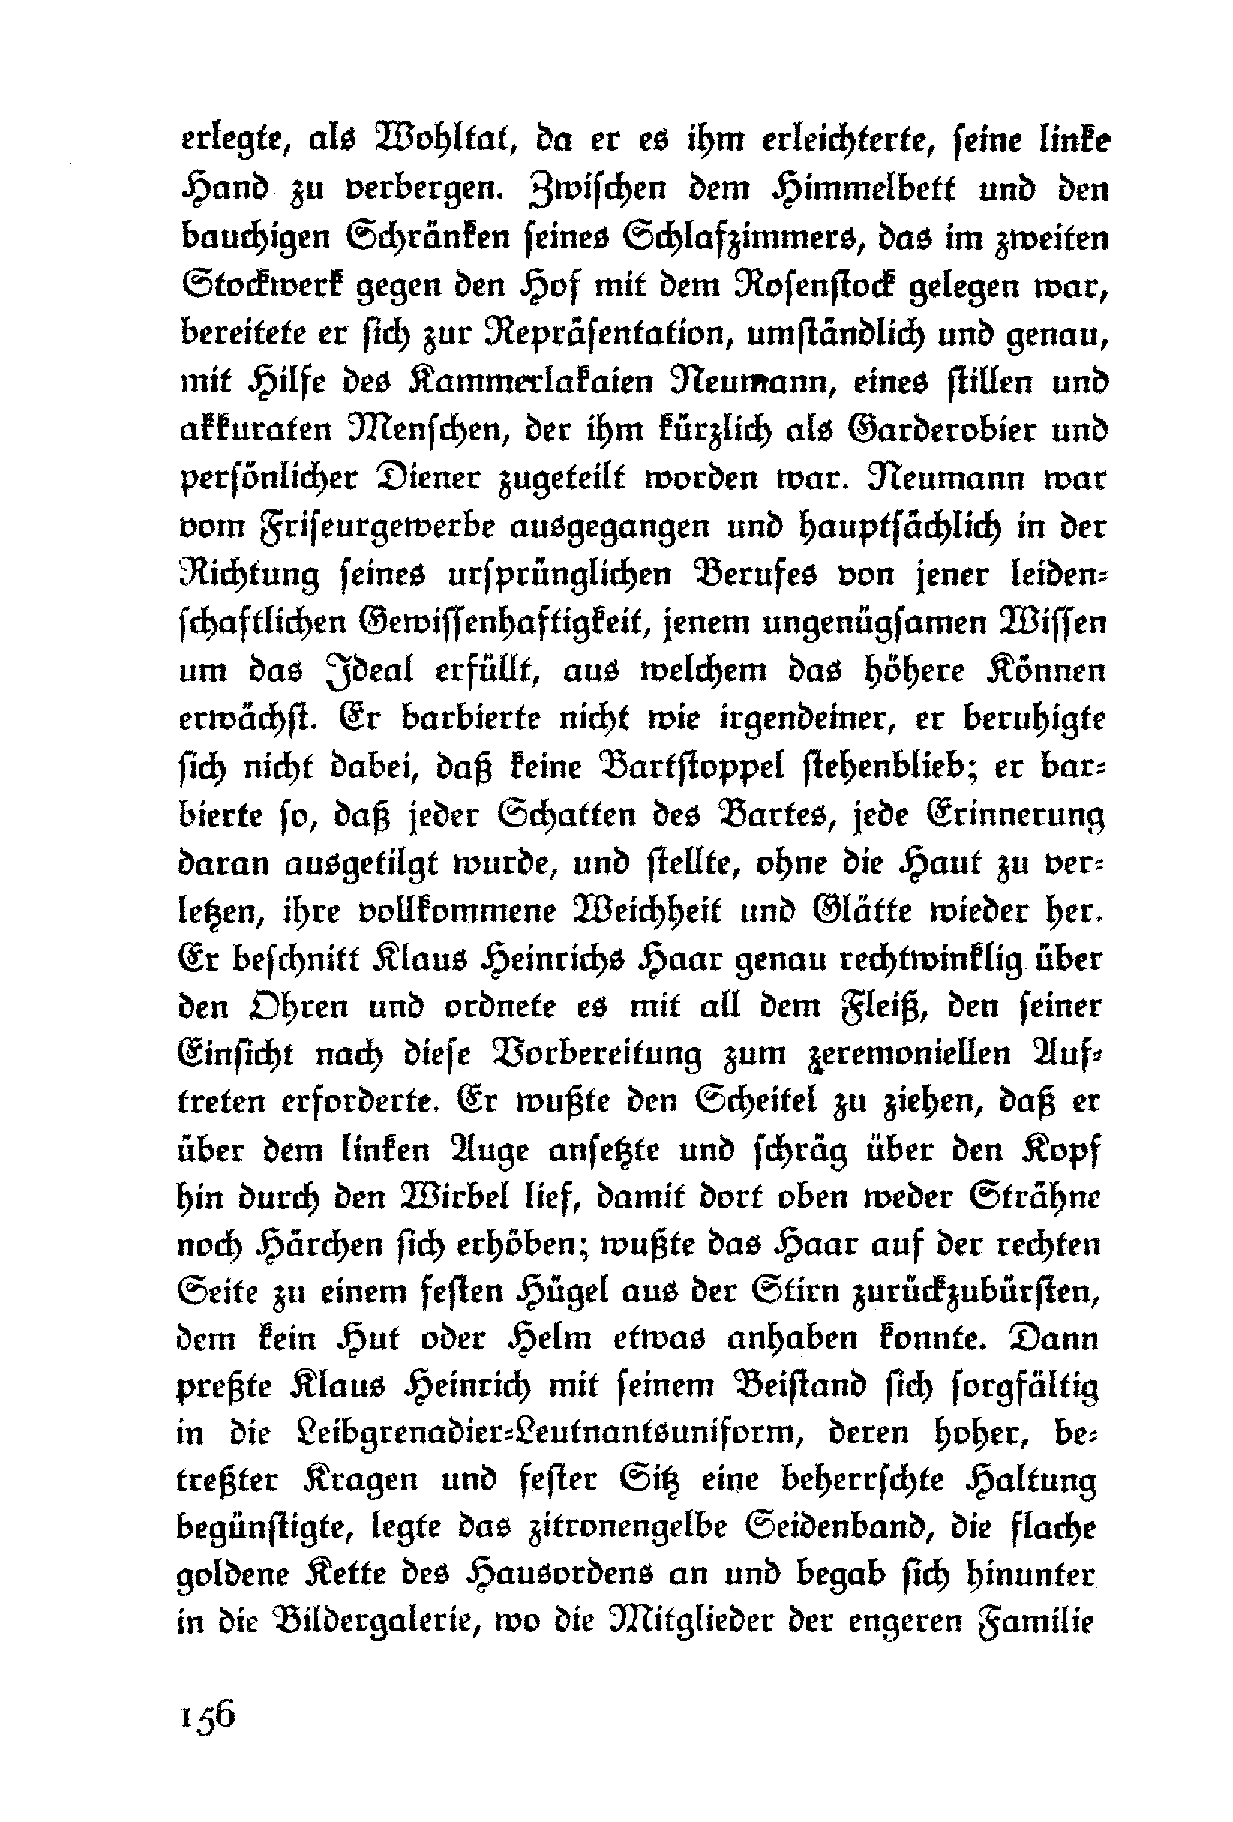 erlegte, als Wohltat, da er es ihm erleichterte, seine linke
Hand zu verbergen. Zwischen dem Himmelbett und den
bauchigen Schränken seines Schlafzimmers, das im zweiten
Stockwerk gegen den Hof mit dem Rosenstock gelegen war,
bereitete er sich zur Repräsentation, umständlich und genau,
mit Hilfe des Kammerlakaien Neumann, eines stillen und
akkuraten Menschen, der ihm kürzlich als Garderobier und
persönlicher Diener zugeteilt worden war. Neumann war
vom Friseurgewerbe ausgegangen und hauptsächlich in der
Richtung seines ursprünglichen Berufes von jener leiden-
schaftlichen Gewissenhaftigkeit, jenem ungenügsamen Wissen
um das Ideal erfüllt, aus welchem das höhere Können
erwächst. Er barbierte nicht wie irgendeiner, er beruhigte
sich nicht dabei, daß keine Bartstoppel stehenblieb; er bar-
bierte so, daß jeder Schatten des Bartes, jede Erinnerung
daran ausgetilgt wurde, und stellte, ohne die Haut zu ver-
letzen, ihre vollkommene Weichheit und Glätte wieder her.
Er beschnitt Klaus Heinrichs Haar genau rechtwinklig über
den Ohren und ordnete es mit all dem Fleiß, den seiner
Einsicht nach diese Vorbereitung zum zeremoniellen Auf-
treten erforderte. Er wußte den Scheitel zu ziehen, daß er
über dem linken Auge ansetzte und schräg über den Kopf
hin durch den Wirbel lief, damit dort oben weder Strähne
noch Härchen sich erhöben; wußte das Haar auf der rechten
Seite zu einem festen Hügel aus der Stirn zurückzubürsten,
dem kein Hut oder Helm etwas anhaben konnte. Dann
preßte Klaus Heinrich mit seinem Beistand sich sorgfältig
in die Leibgrenadier-Leutnantsuniform, deren hoher, be-
treßter Kragen und fester Sitz eine beherrschte Haltung
begünstigte, legte das zitronengelbe Seidenband, die flache
goldene Kette des Hausordens an und begab sich hinunter
in die Bildergalerie, wo die Mitglieder der engeren Familie
156